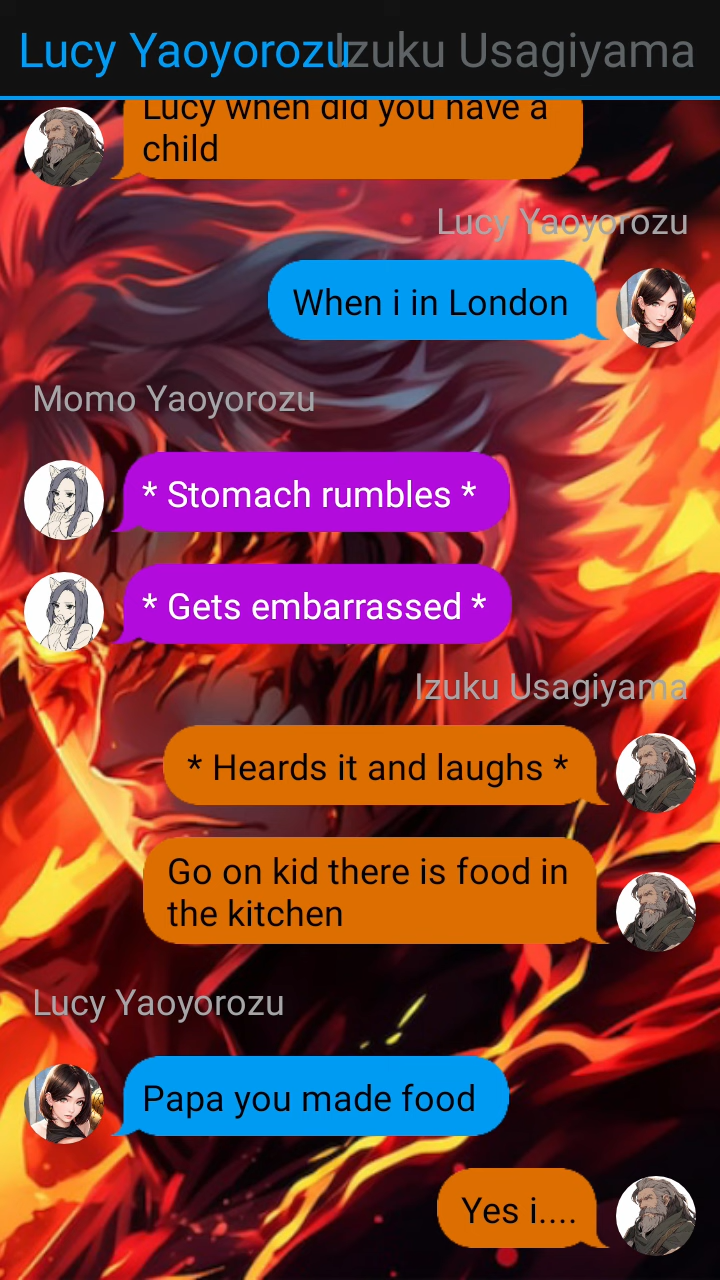 Lucy Yaoyorozu
Izuku Usagiyama
Lucy when did you have a
child
Lucy Yaoyorozu
When i in London
Momo Yaoyorozu
* Stomach rumbles *
* Gets embarrassed *
Izuku Usagiyama
* Heards it and laughs *
Go on kid there is food in
the kitchen
Lucy Yaoyorozu
Papa you made food
Yes i....